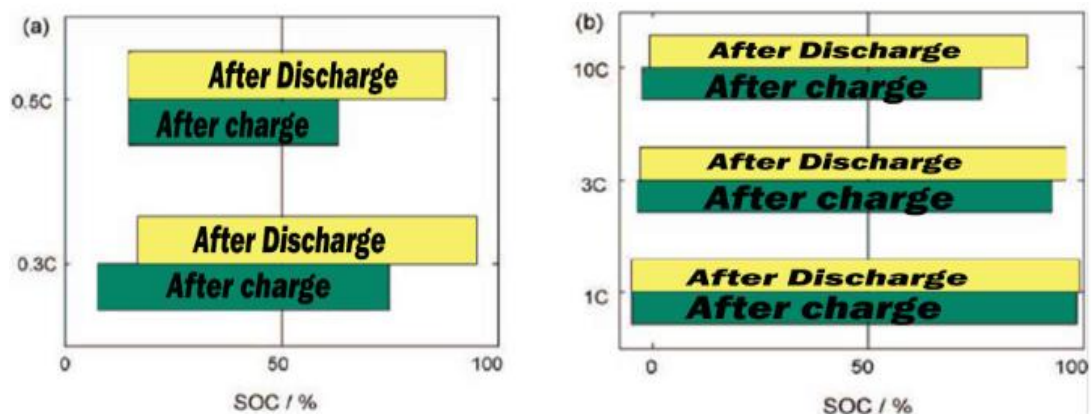 (a)
After Discharge
0.5C
After charge
After Discharge
0.3C
After charge
0 50 100
SOC / %
(b)
After Discharge
10C
After charge
After Discharge
3C
After charge
After Discharge
1C
After charge
0 50 100
SOC / %